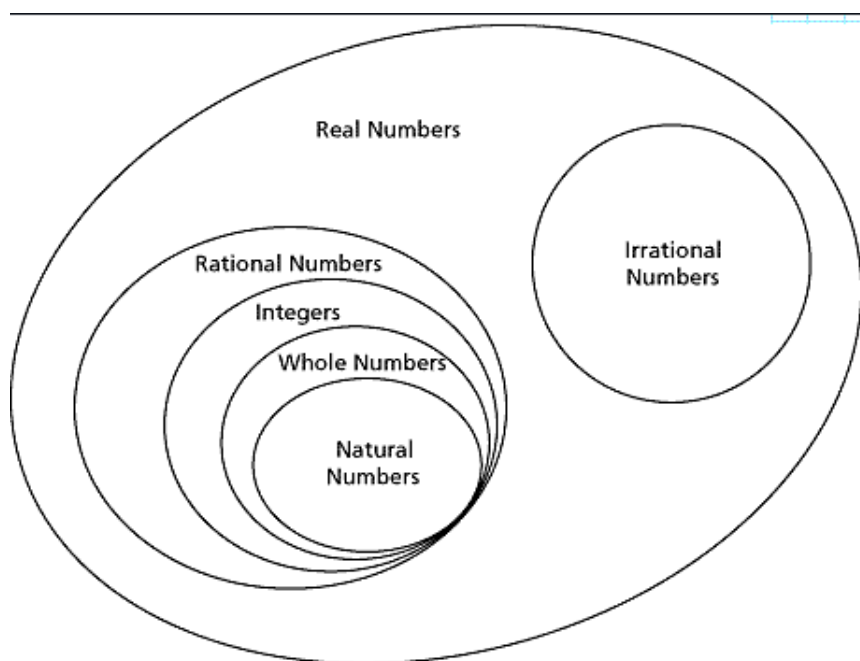 Real Numbers
Irrational
Numbers
Rational Numbers
Integers
Whole Numbers
Natural
Numbers